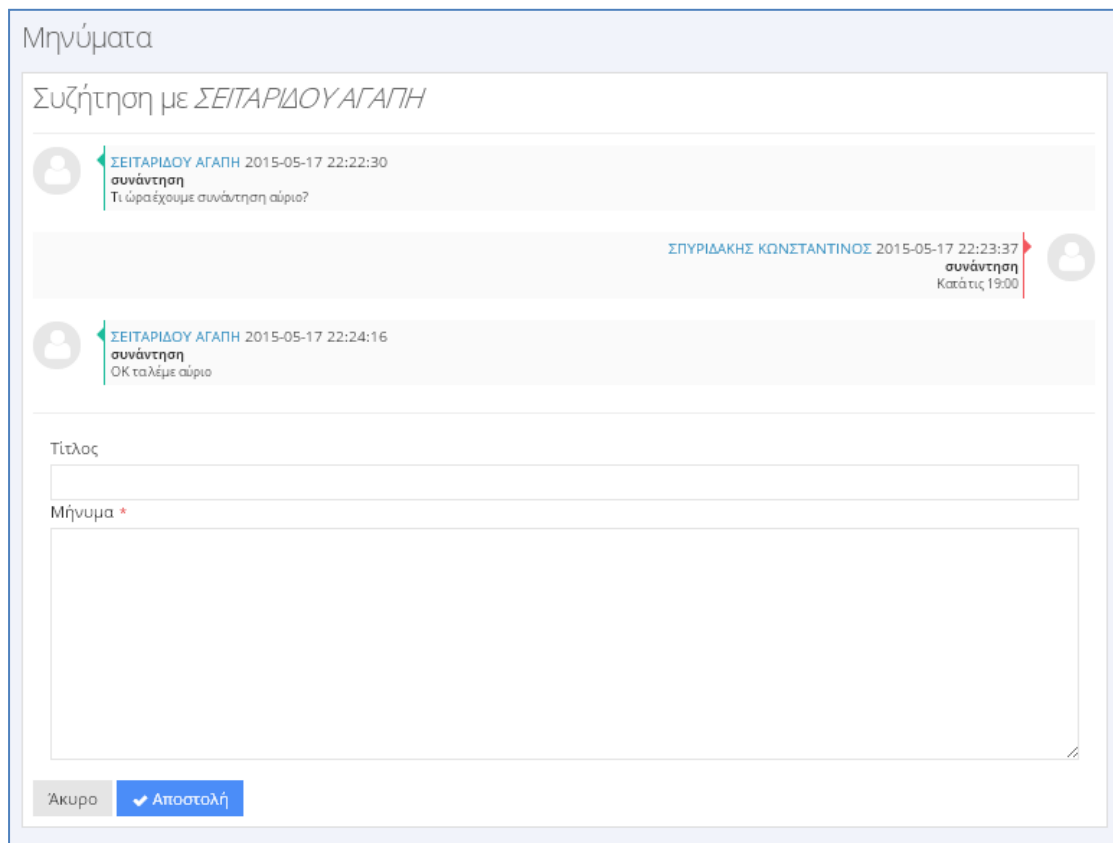 Μηνύματα
Συζήτηση με ΣΕΙΤΑΡΙΔΟΥ ΑΓΑΠΗ
ΣΕΙΤΑΡΙΔΟΥ ΑΓΑΠΗ 2015-05-17 22:22:30
συνάντηση
Τι ώρα έχουμε συνάντηση αύριο?
ΣΠΥΡΙΔΑΚΗΣ ΚΩΝΣΤΑΝΤΙΝΟΣ 2015-05-17 22:23:37
συνάντηση
Κατά τις 19:00
ΣΕΙΤΑΡΙΔΟΥ ΑΓΑΠΗ 2015-05-17 22:24:16
συνάντηση
ΟΚ τα λέμε αύριο
Τίτλος
Μήνυμα *
Άκυρο Αποστολή